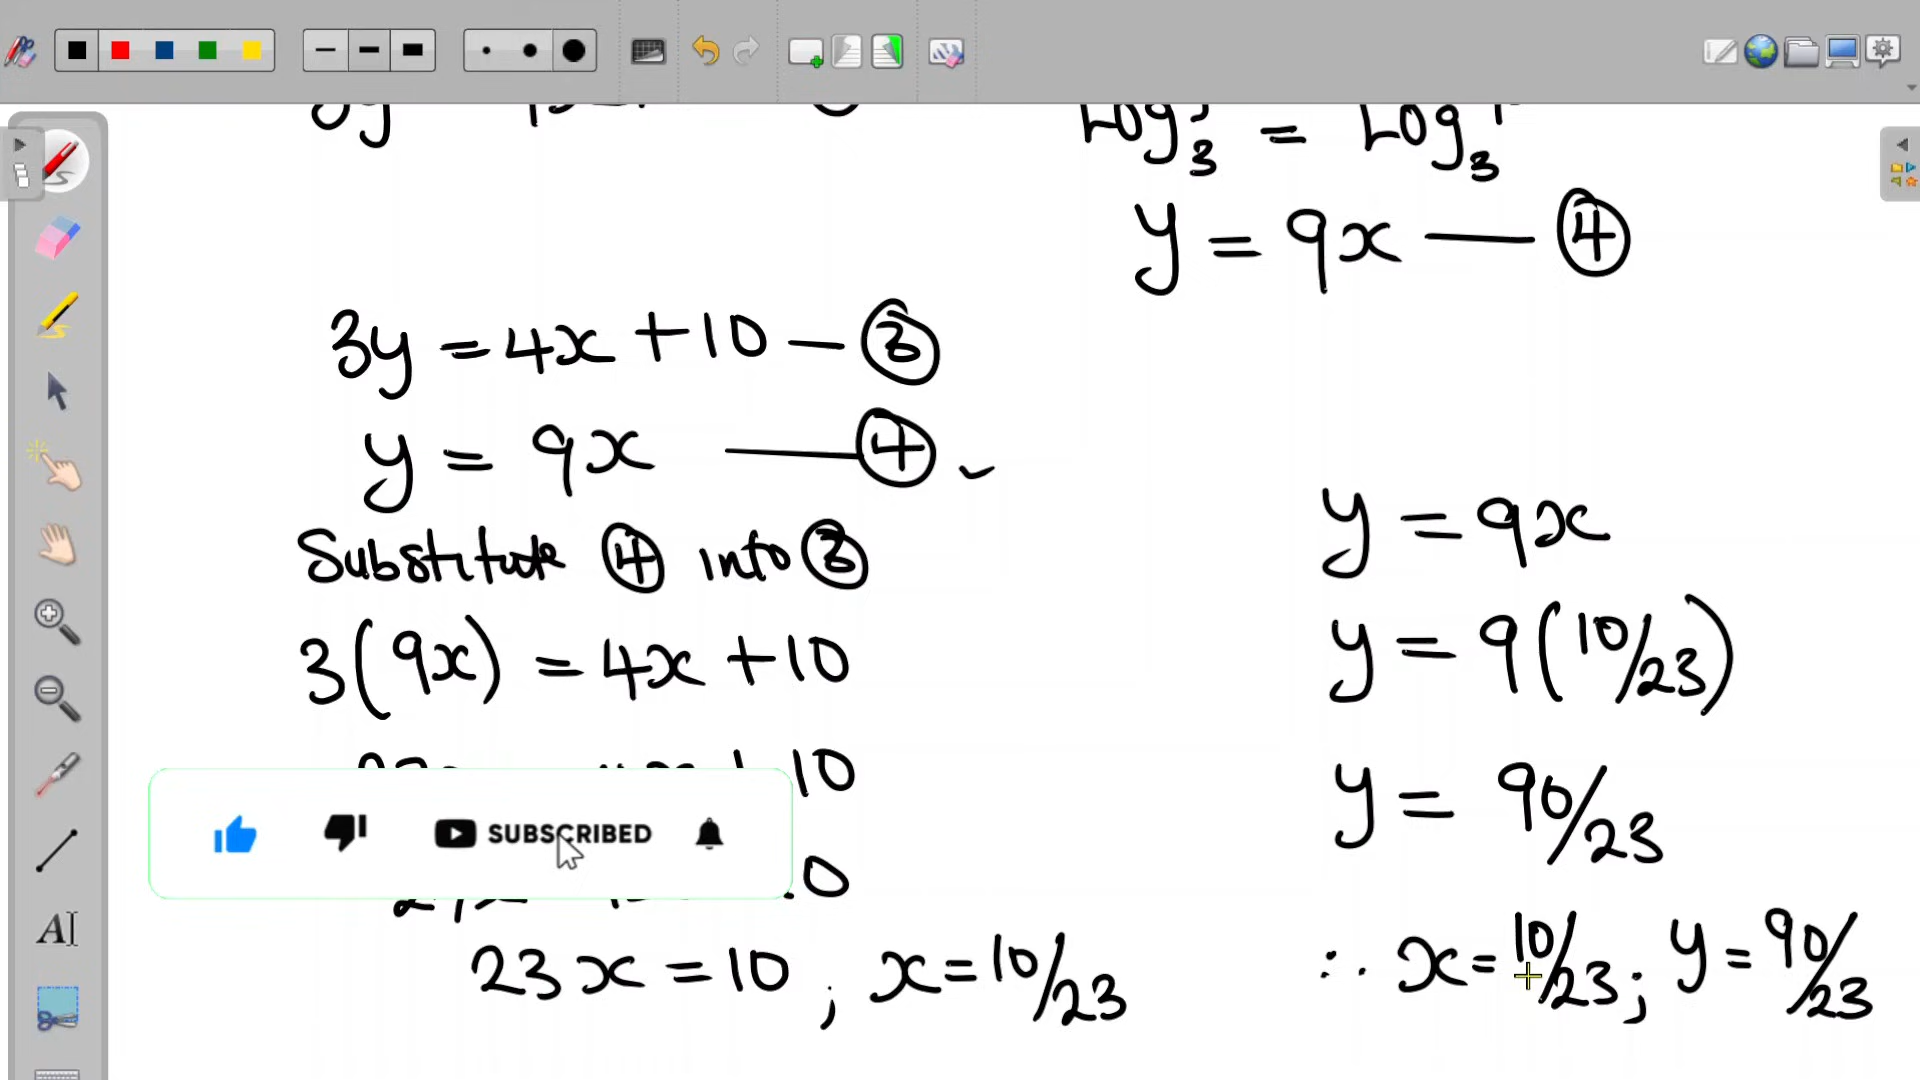 Log₃ = Log₃
y = 9x — ④
3y = 4x + 10 — ③
y = 9x — ④
Substitute ④ into ③
3(9x) = 4x + 10
10
23x = 10 ; x = 10/23
y = 9x
y = 9(10/23)
y = 90/23
∴ x = 10/23 ; y = 90/23
SUBSCRIBED
A